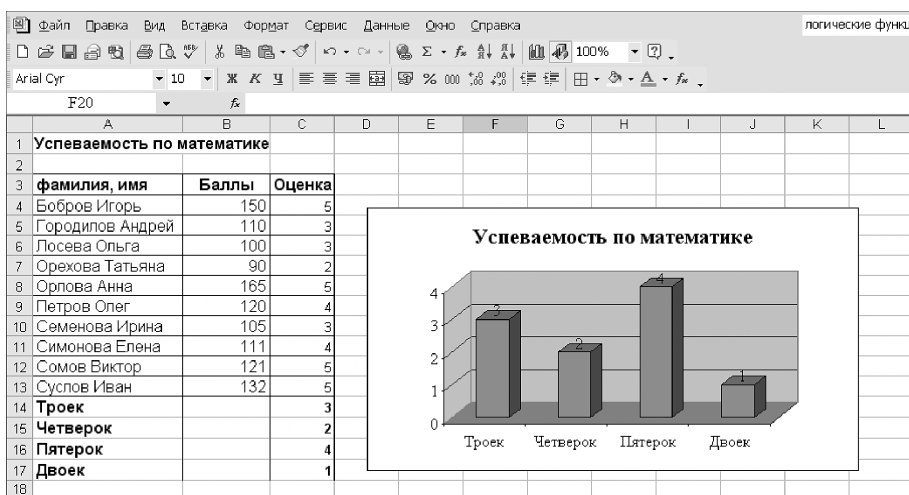 Файл Правка Вид Вставка Формат Сервис Данные Окно Справка
логические функц
100%
Arial Cyr 10 Ж К Ч % 000
F20 fx
A B C D E F G H I J K L
1 Успеваемость по математике
2
3 фамилия, имя Баллы Оценка
4 Бобров Игорь 150 5
5 Городилов Андрей 110 3
6 Лосева Ольга 100 3
7 Орехова Татьяна 90 2
8 Орлова Анна 165 5
9 Петров Олег 120 4
10 Семенова Ирина 105 3
11 Симонова Елена 111 4
12 Сомов Виктор 121 5
13 Суслов Иван 132 5
14 Троек 3
15 Четверок 2
16 Пятерок 4
17 Двоек 1
18
Успеваемость по математике
4
3
2
1
0
3 2 4 1
Троек Четверок Пятерок Двоек